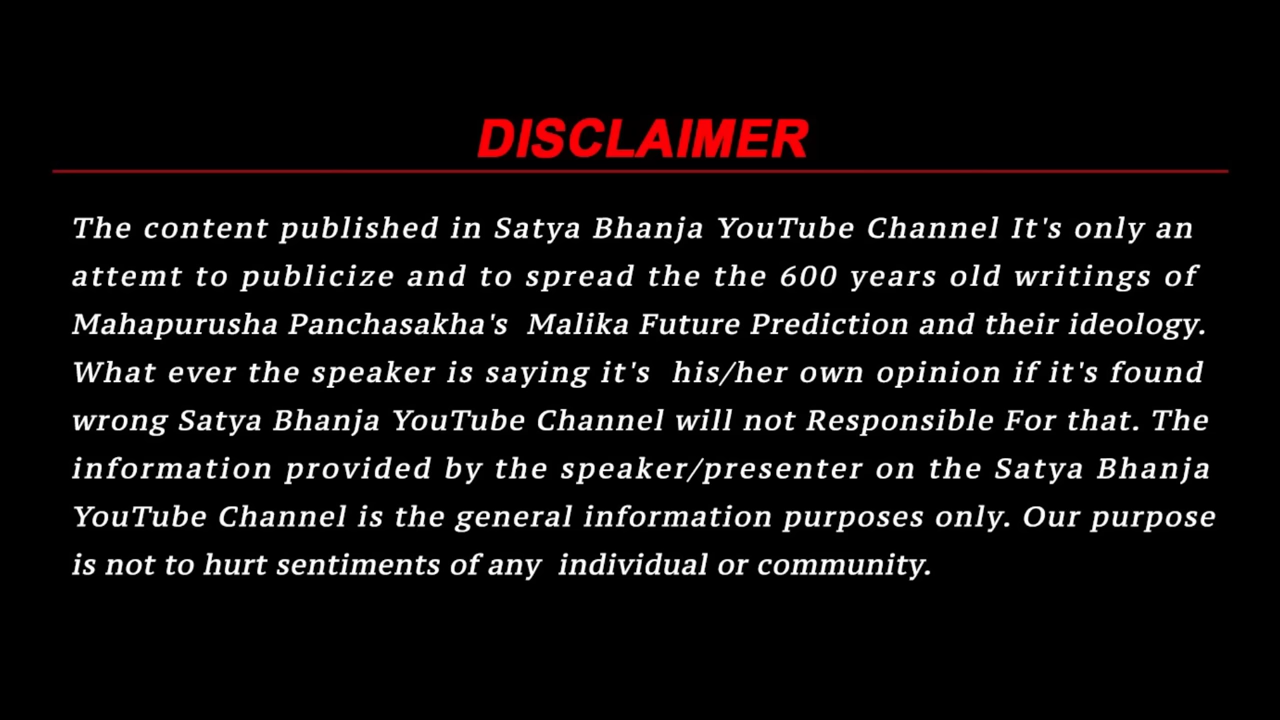 DISCLAIMER
The content published in Satya Bhanja YouTube Channel It's only an
attemt to publicize and to spread the the 600 years old writings of
Mahapurusha Panchasakha's Malika Future Prediction and their ideology.
What ever the speaker is saying it's his/her own opinion if it's found
wrong Satya Bhanja YouTube Channel will not Responsible For that. The
information provided by the speaker/presenter on the Satya Bhanja
YouTube Channel is the general information purposes only. Our purpose
is not to hurt sentiments of any individual or community.